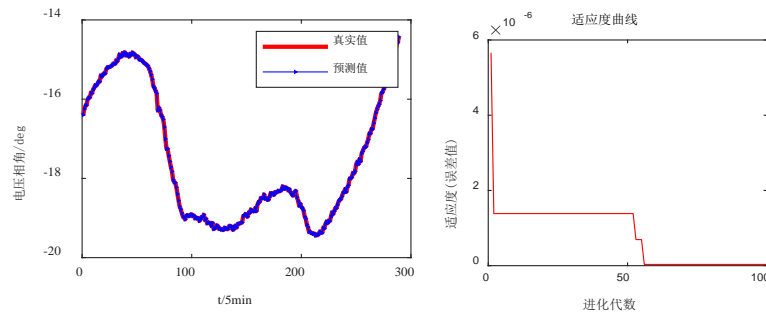 -14
-16
-18
-20
电压相角/deg
真实值
预测值
0
100
200
300
t/5min
× 10 -6
适应度曲线
6
4
2
0
适应度(误差值)
0
50
100
进化代数